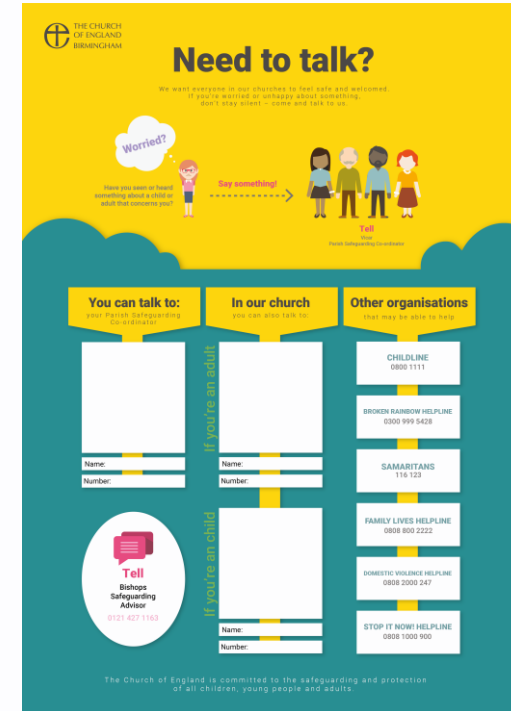 THE CHURCH
OF ENGLAND
BIRMINGHAM
Need to talk?
We want everyone in our churches to feel safe and welcomed.
If you're worried or unhappy about something,
don't stay silent – come and talk to us.
Worried?
Have you seen or heard
something about a child or
adult that concerns you?
Say something!
Tell
Your
Parish Safeguarding Co-ordinator
You can talk to:
your Parish Safeguarding
Co-ordinator
Name:
Number:
Tell
Bishops
Safeguarding
Advisor
0121 427 1163
In our church
you can also talk to:
If you're an adult
Name:
Number:
If you're an child
Name:
Number:
Other organisations
that may be able to help
CHILDLINE
0800 1111
BROKEN RAINBOW HELPLINE
0300 999 5428
SAMARITANS
116 123
FAMILY LIVES HELPLINE
0808 800 2222
DOMESTIC VIOLENCE HELPLINE
0808 2000 247
STOP IT NOW! HELPLINE
0808 1000 900
The Church of England is committed to the safeguarding and protection
of all children, young people and adults.